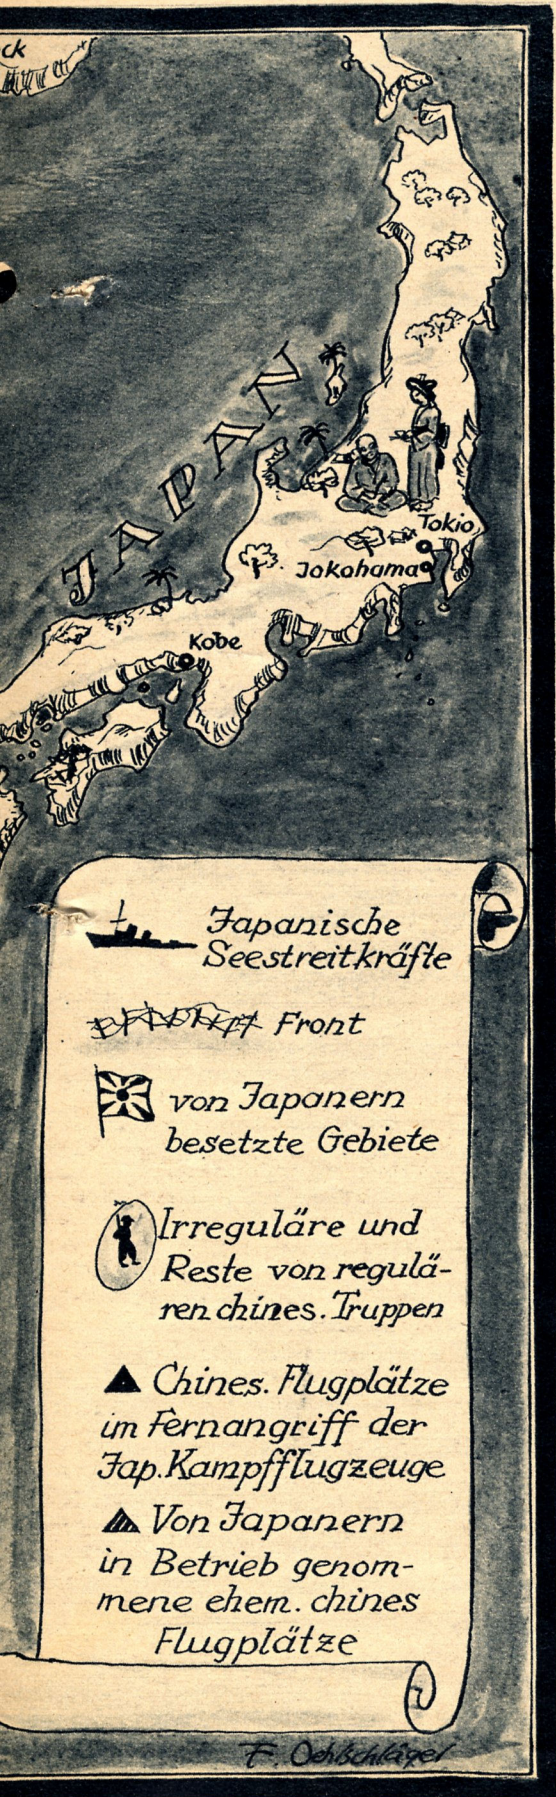 ck
JAPAN
Tokio
Jokohama
Kobe
Japanische
Seestreitkräfte
Front
von Japanern
besetzte Gebiete
Irreguläre und
Reste von regulä-
ren chines. Truppen
Chines. Flugplätze
im Fernangriff der
Jap. Kampfflugzeuge
Von Japanern
in Betrieb genom-
mene ehem. chines
Flugplätze
F. Oehlschlägel